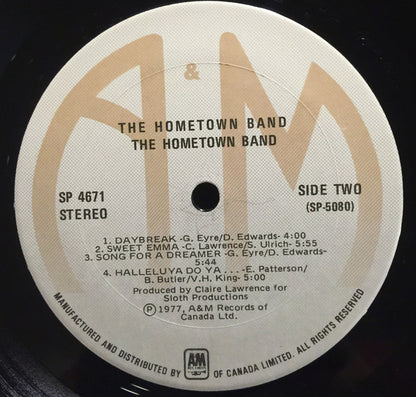 A & M
THE HOMETOWN BAND
THE HOMETOWN BAND
SP 4671
STEREO
SIDE TWO
(SP-5080)
1. DAYBREAK -G. Eyre/D. Edwards- 4:00
2. SWEET EMMA -C. Lawrence/S. Ulrich- 5:55
3. SONG FOR A DREAMER -G. Eyre/D. Edwards-
5:44
4. HALLELUYA DO YA . . . -E. Patterson/
B. Butler/V.H. King- 5:00
Produced by Claire Lawrence for
Sloth Productions
℗ 1977, A&M Records of
Canada Ltd.
MANUFACTURED AND DISTRIBUTED BY A&M RECORDS OF CANADA LIMITED. ALL RIGHTS RESERVED